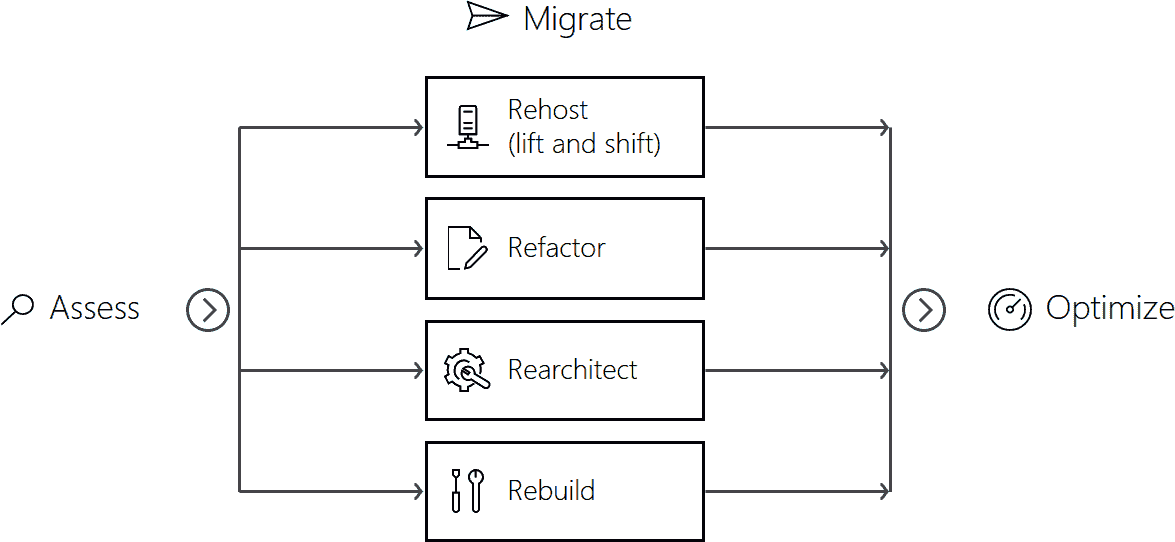 Migrate
Rehost
(lift and shift)
Refactor
Assess
Optimize
Rearchitect
Rebuild